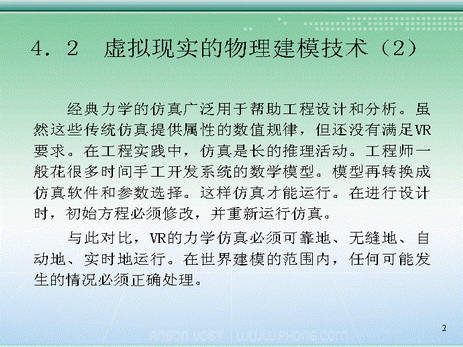 4．2　虚拟现实的物理建模技术（2）
经典力学的仿真广泛用于帮助工程设计和分析。虽
然这些传统仿真提供属性的数值规律，但还没有满足VR
要求。在工程实践中，仿真是长的推理活动。工程师一
般花很多时间手工开发系统的数学模型。模型再转换成
仿真软件和参数选择。这样仿真才能运行。在进行设计
时，初始方程必须修改，并重新运行仿真。
与此对比，VR的力学仿真必须可靠地、无缝地、自
动地、实时地运行。在世界建模的范围内，任何可能发
生的情况必须正确处理。
2